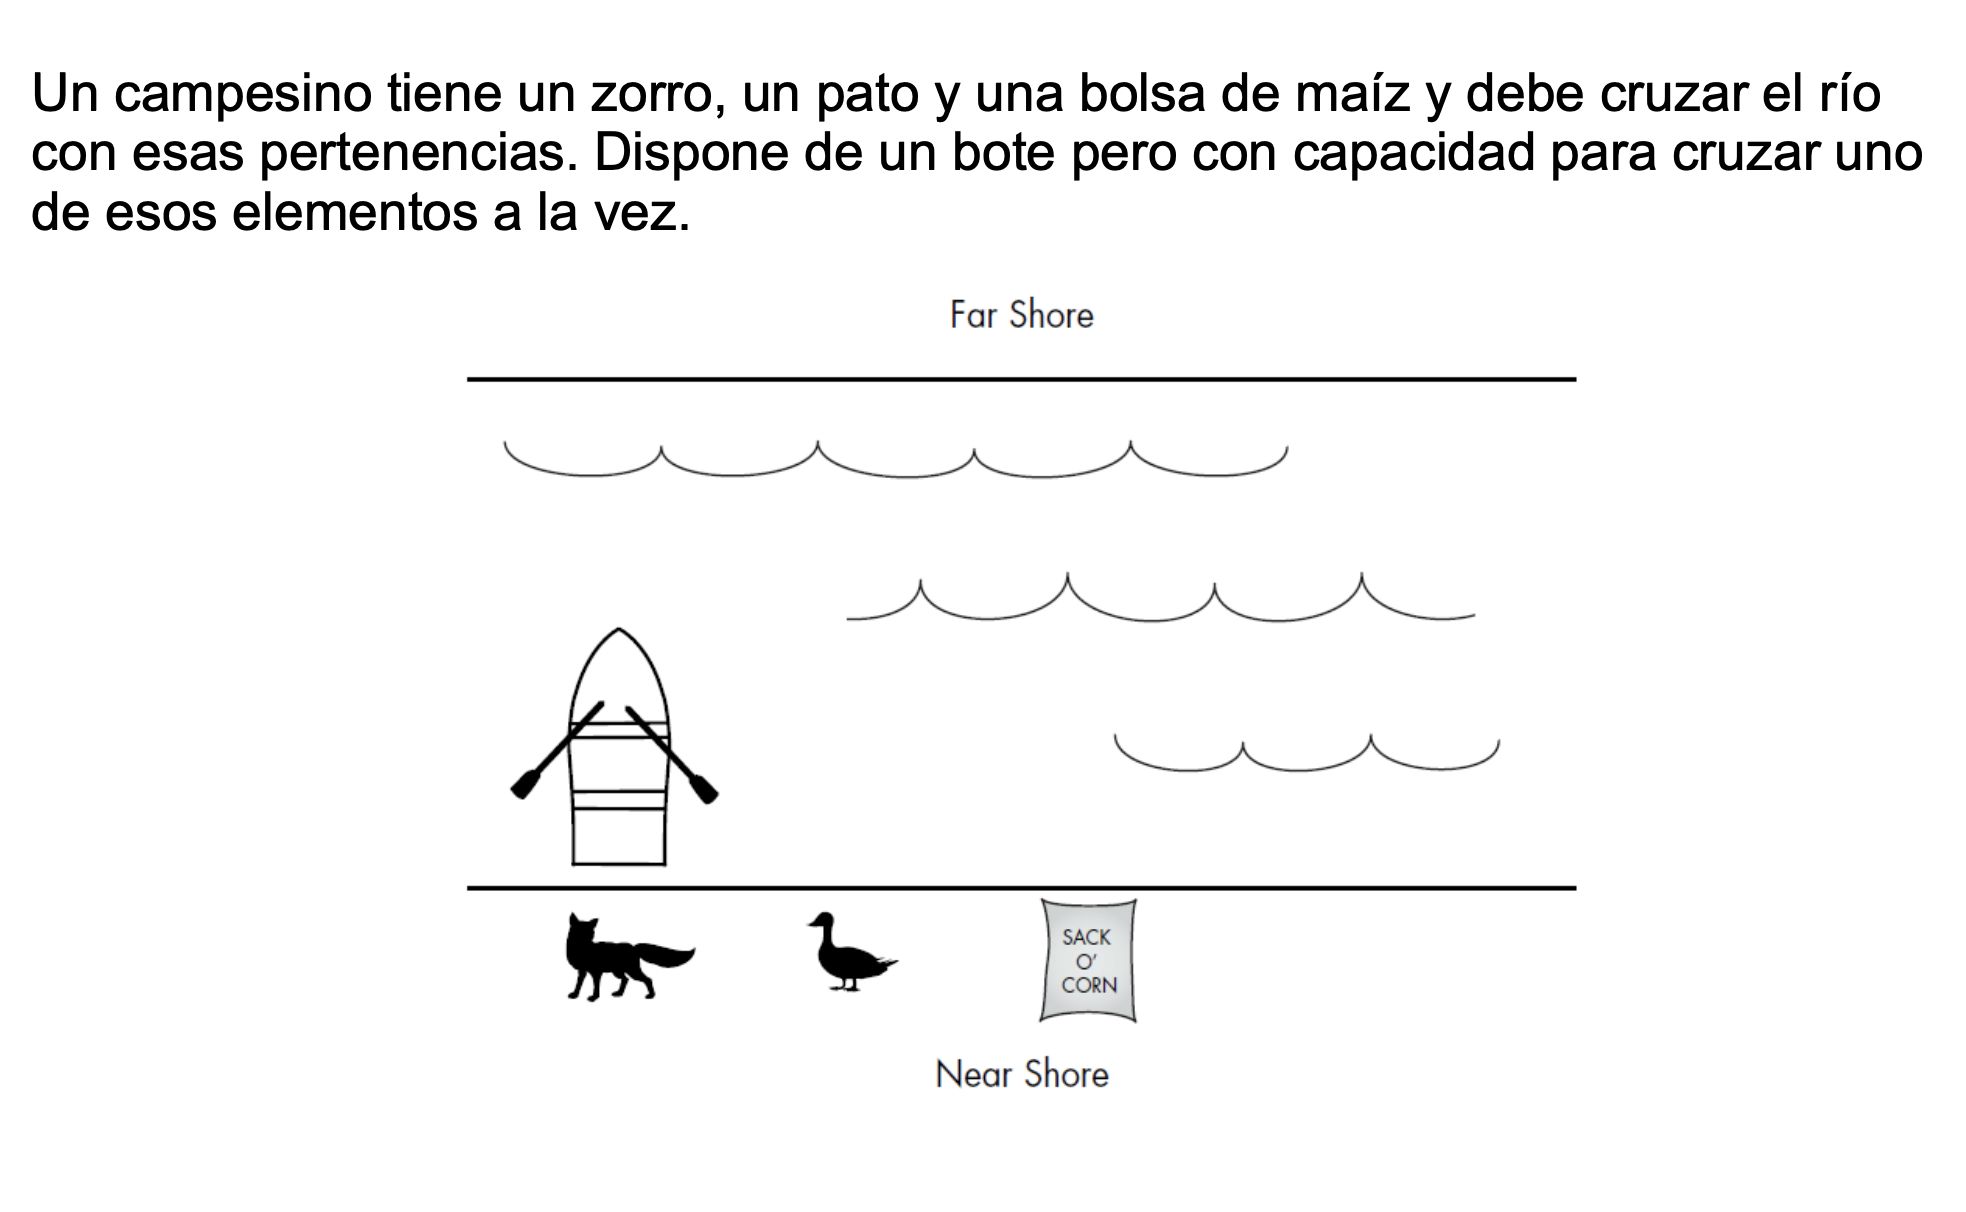 Un campesino tiene un zorro, un pato y una bolsa de maíz y debe cruzar el río
con esas pertenencias. Dispone de un bote pero con capacidad para cruzar uno
de esos elementos a la vez.
Far Shore
SACK
O'
CORN
Near Shore